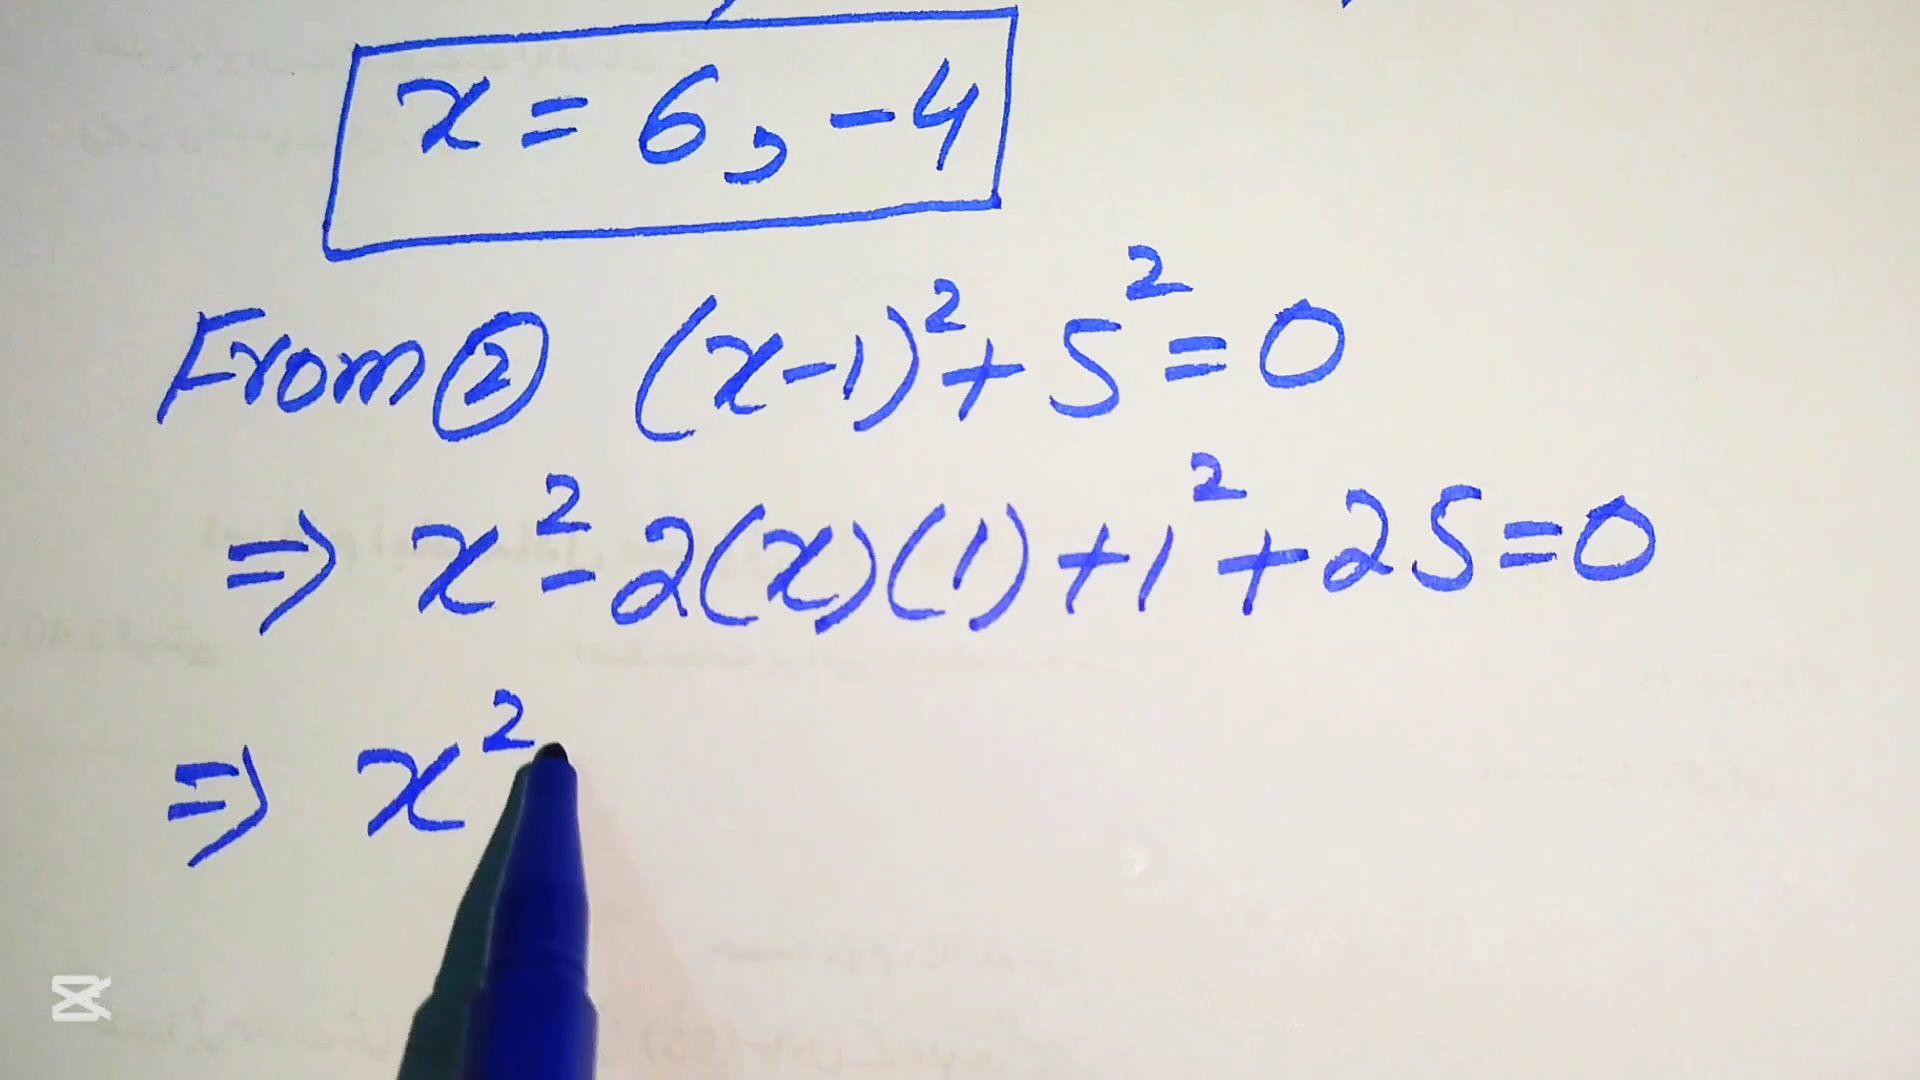 x = 6, -4
From ② (x-1)² + 5² = 0
⇒ x² - 2(x)(1) + 1² + 25 = 0
⇒ x²